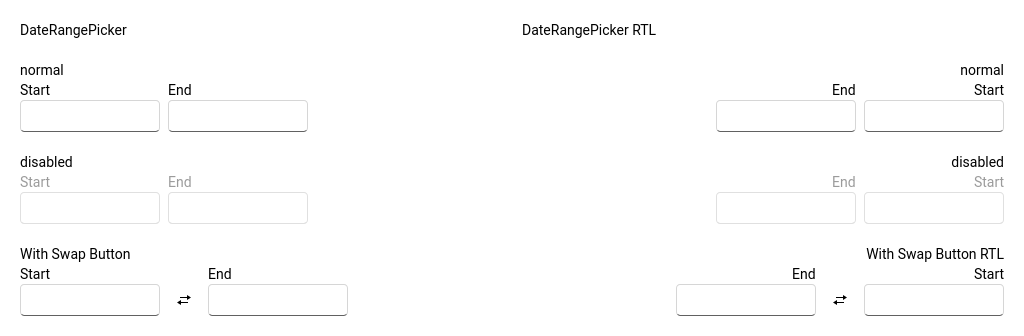 DateRangePicker
normal
Start End
disabled
Start End
With Swap Button
Start End
DateRangePicker RTL
normal
End Start
disabled
End Start
With Swap Button RTL
End Start